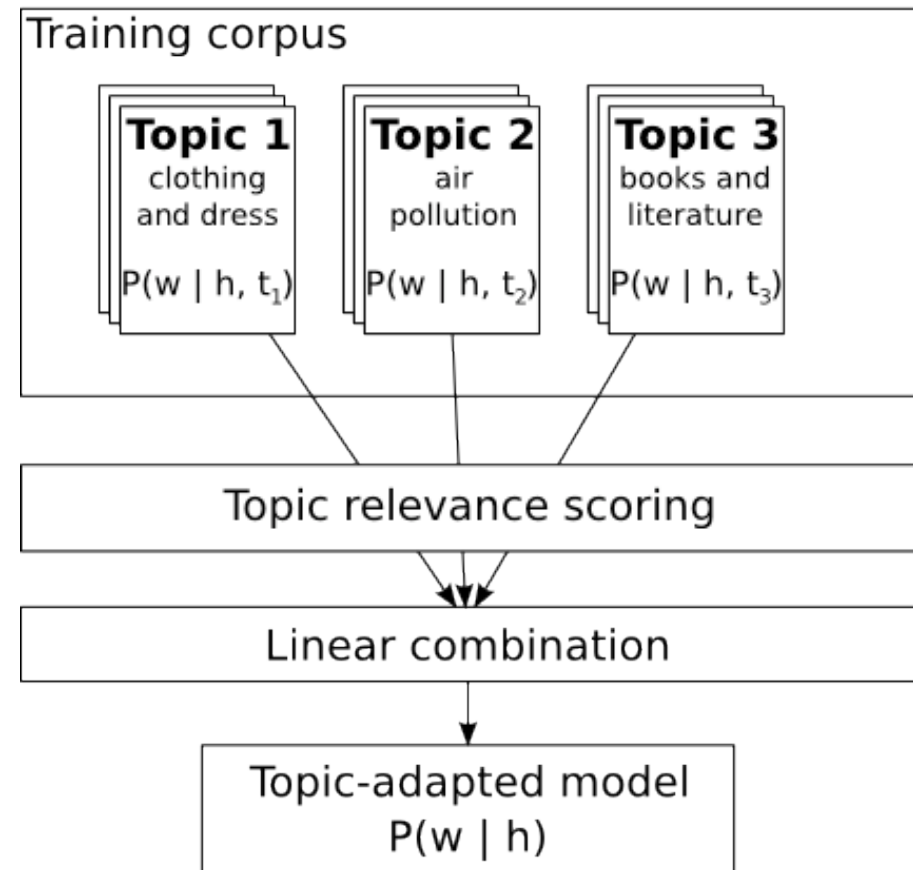 Training corpus
Topic 1
clothing
and dress
P(w | h, t₁)
Topic 2
air
pollution
P(w | h, t₂)
Topic 3
books and
literature
P(w | h, t₃)
Topic relevance scoring
Linear combination
Topic-adapted model
P(w | h)